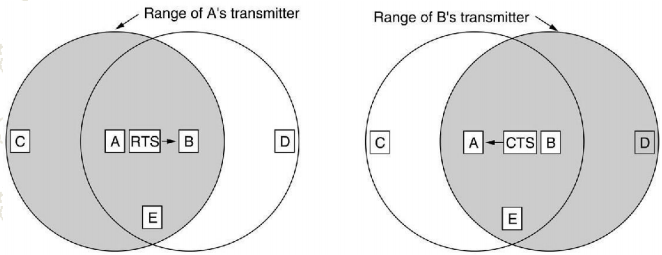 Range of A's transmitter
C
A
RTS
B
D
E
Range of B's transmitter
C
A
CTS
B
D
E